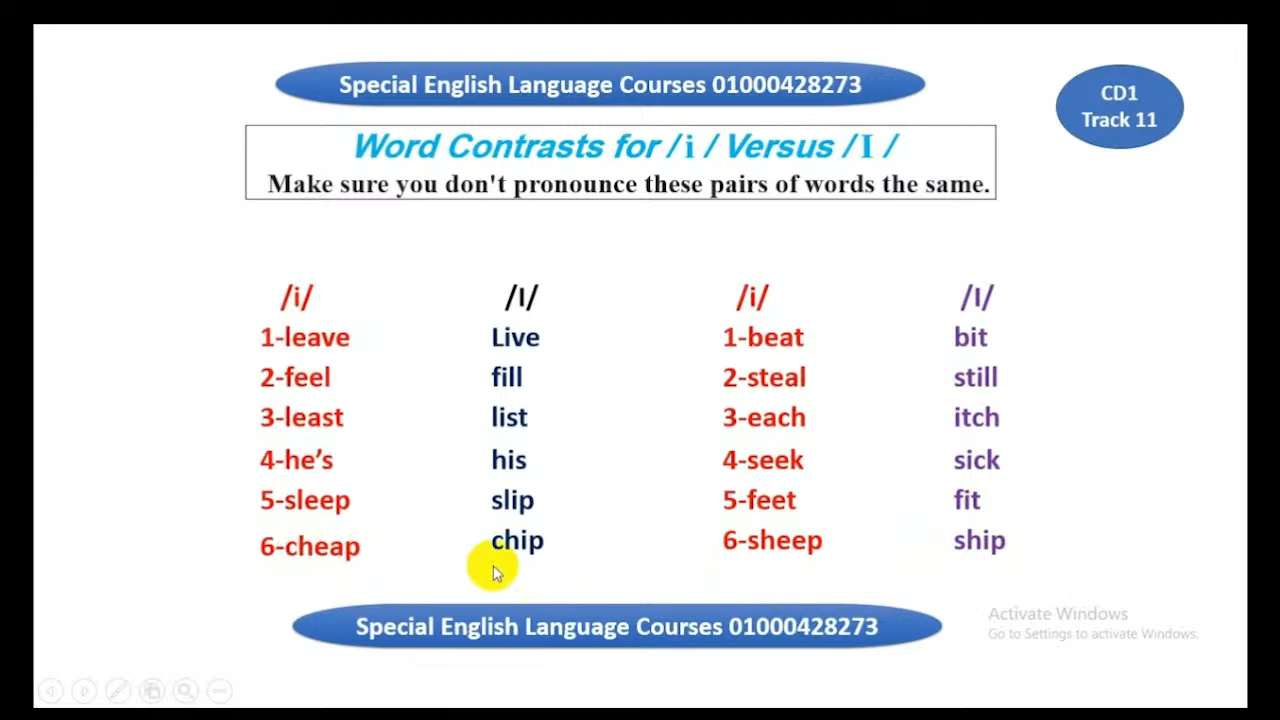 Special English Language Courses 01000428273
CD1
Track 11
Word Contrasts for / i / Versus / I /
Make sure you don't pronounce these pairs of words the same.
/i/ /I/ /i/ /I/
1-leave Live 1-beat bit
2-feel fill 2-steal still
3-least list 3-each itch
4-he’s his 4-seek sick
5-sleep slip 5-feet fit
6-cheap chip 6-sheep ship
Special English Language Courses 01000428273
Activate Windows
Go to Settings to activate Windows.